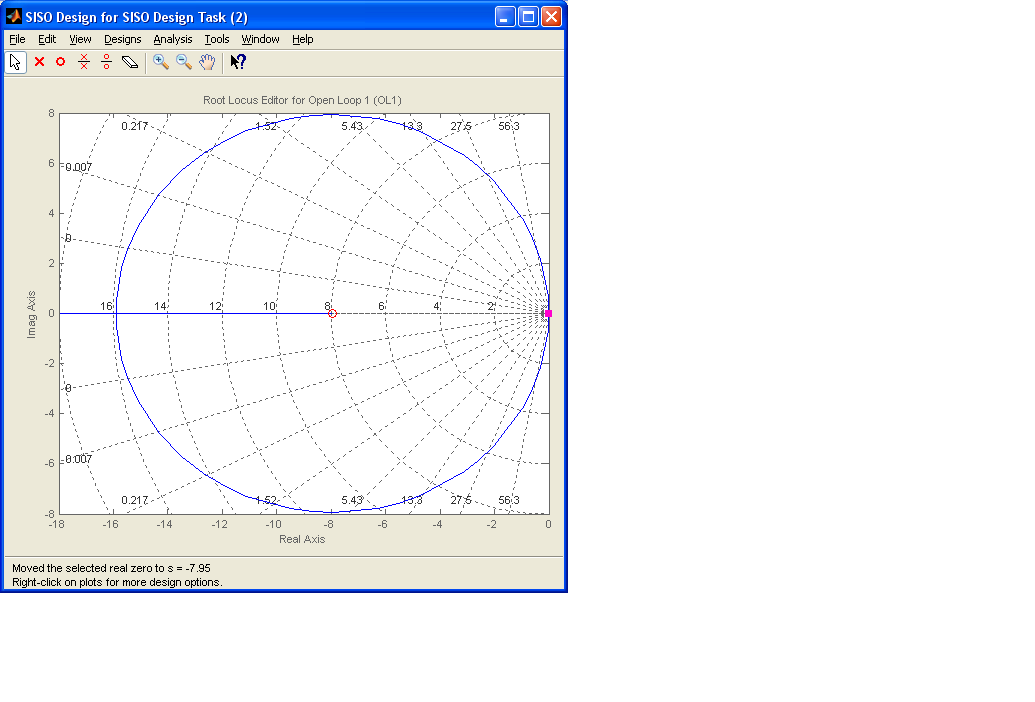 SISO Design for SISO Design Task (2)
File Edit View Designs Analysis Tools Window Help
Root Locus Editor for Open Loop 1 (OL1)
8
0.217 1.52 5.43 13.3 27.5 56.3
6
0.007
4
0
2
16 14 12 10 8 6 4 2
0
-2
0
-4
0.007
-6
0.217 1.52 5.43 13.3 27.5 56.3
-8
Imag Axis
-18 -16 -14 -12 -10 -8 -6 -4 -2 0
Real Axis
Moved the selected real zero to s = -7.95
Right-click on plots for more design options.